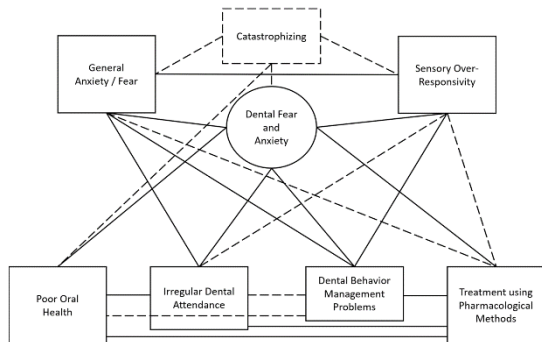 Catastrophizing
General
Anxiety / Fear
Sensory Over-
Responsivity
Dental Fear
and
Anxiety
Poor Oral
Health
Irregular Dental
Attendance
Dental Behavior
Management
Problems
Treatment using
Pharmacological
Methods